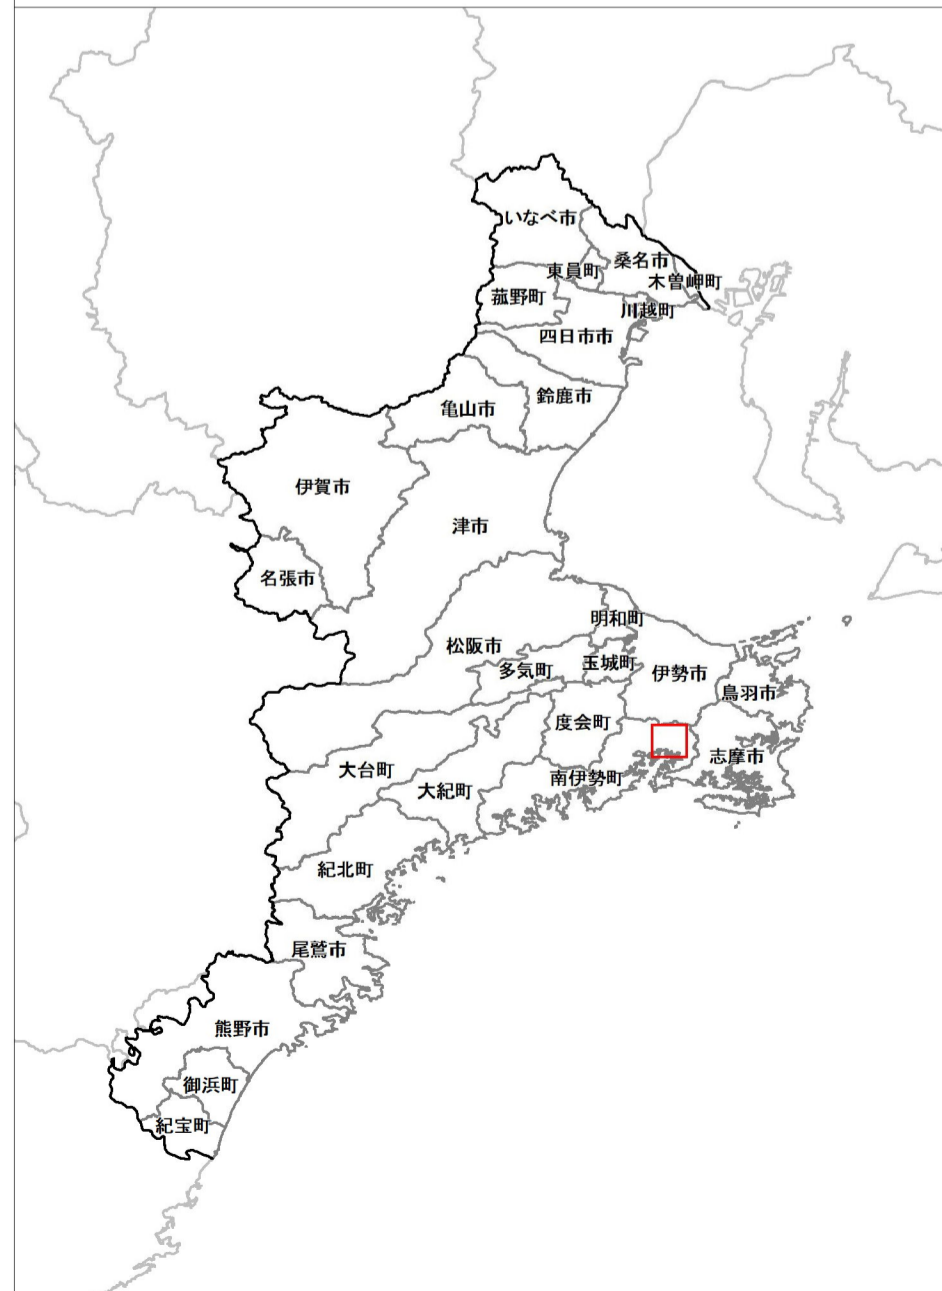 いなべ市
桑名市
東員町
木曽岬町
菰野町
川越町
四日市市
鈴鹿市
亀山市
伊賀市
津市
名張市
明和町
松阪市
玉城町
多気町
伊勢市
鳥羽市
度会町
志摩市
大台町
南伊勢町
大紀町
紀北町
尾鷲市
熊野市
御浜町
紀宝町